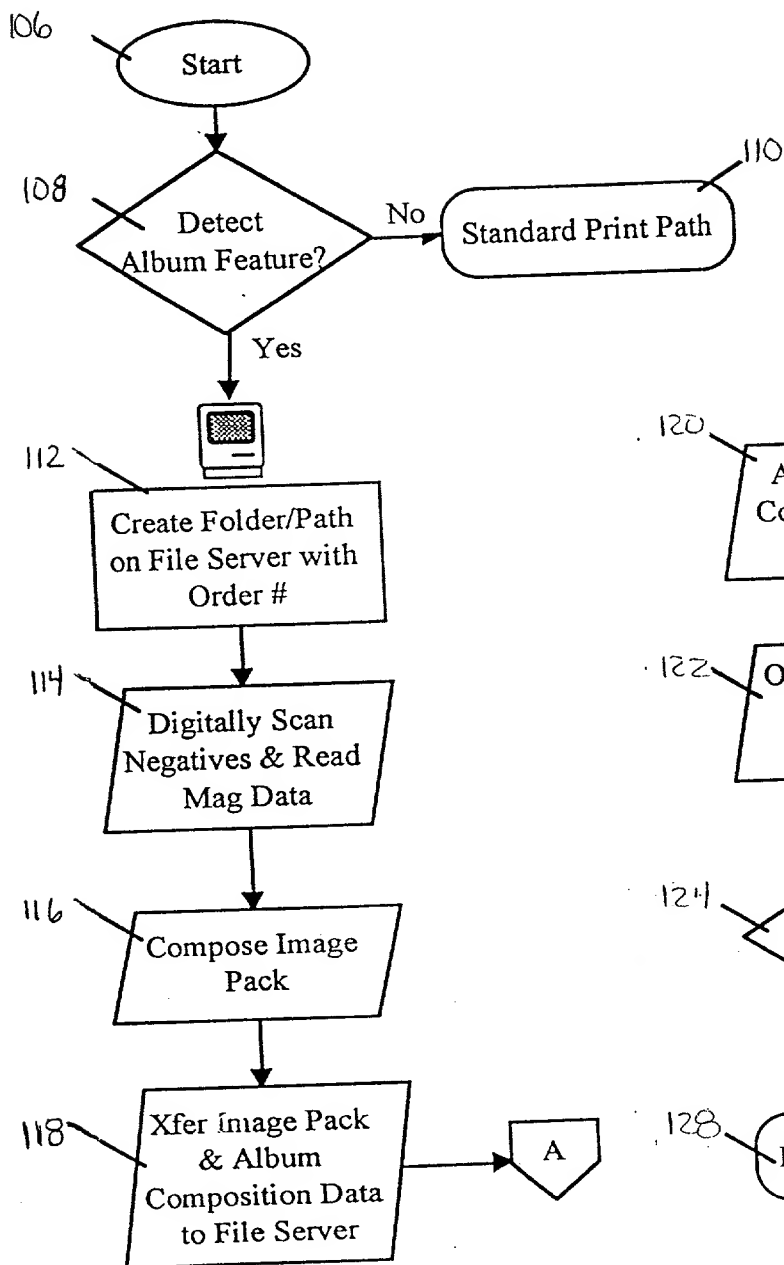 106
Start
108
Detect
Album Feature?
No
110
Standard Print Path
Yes
112
Create Folder/Path
on File Server with
Order #
114
Digitally Scan
Negatives & Read
Mag Data
116
Compose Image
Pack
118
Xfer Image Pack
& Album
Composition Data
to File Server
A
120
A
Co
122
O
124
128